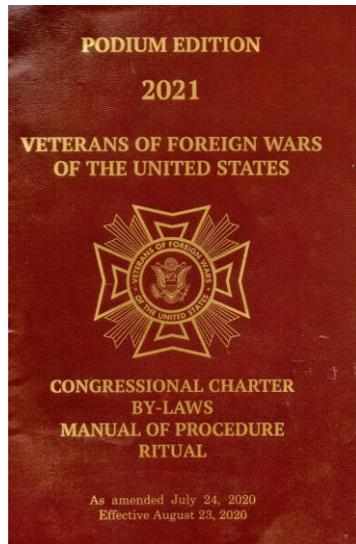 PODIUM EDITION
2021
VETERANS OF FOREIGN WARS
OF THE UNITED STATES
VETERANS OF FOREIGN WARS
OF THE UNITED STATES
CONGRESSIONAL CHARTER
BY-LAWS
MANUAL OF PROCEDURE
RITUAL
As amended July 24, 2020
Effective August 23, 2020